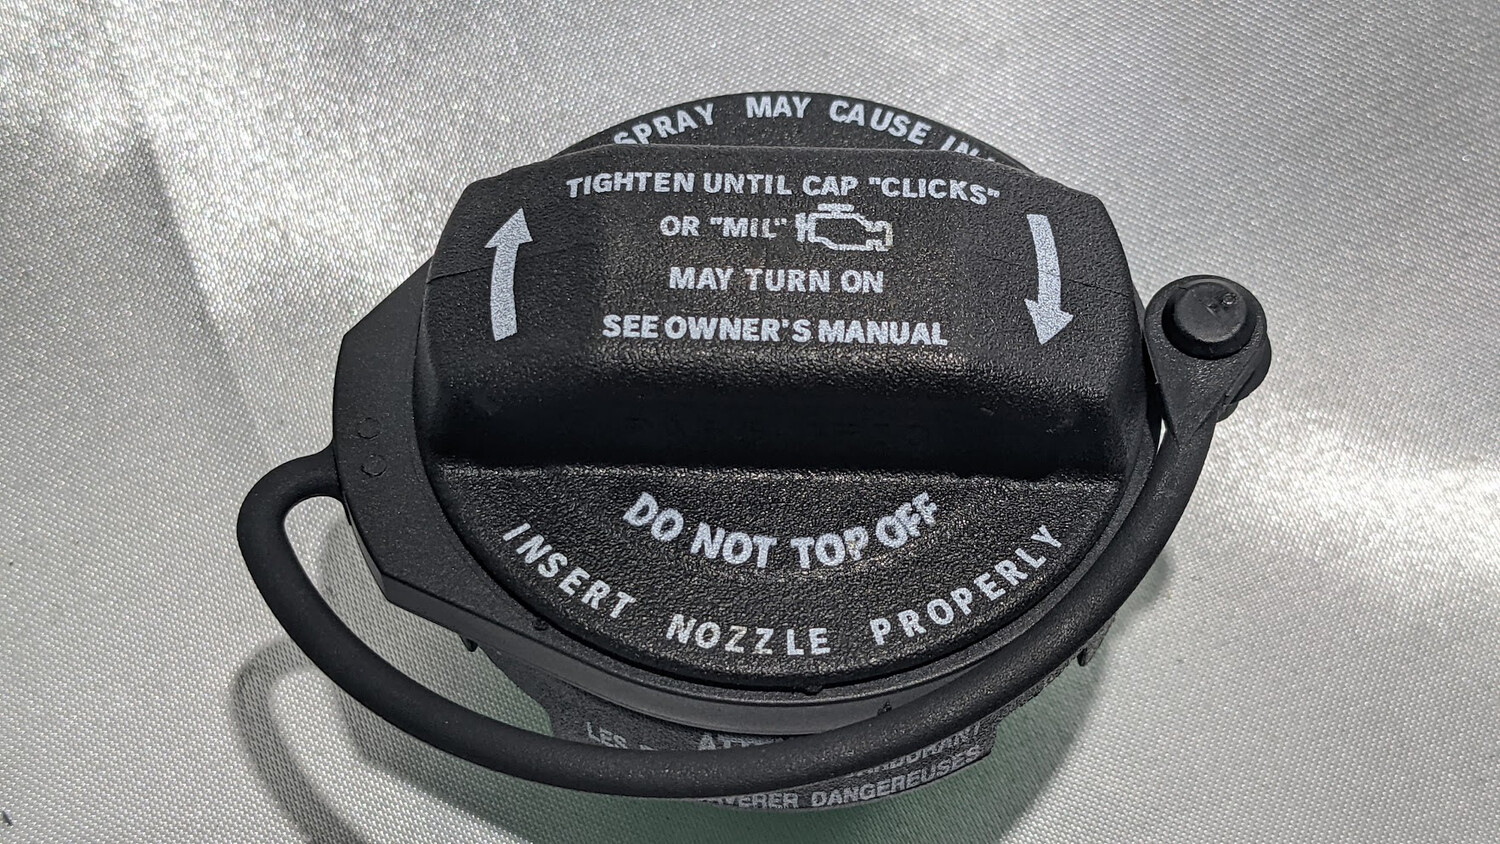 SPRAY MAY CAUSE
TIGHTEN UNTIL CAP "CLICKS"
OR "MIL"
MAY TURN ON
SEE OWNER'S MANUAL
DO NOT TOP OFF
INSERT NOZZLE PROPERLY
LES
DANGEREUSES